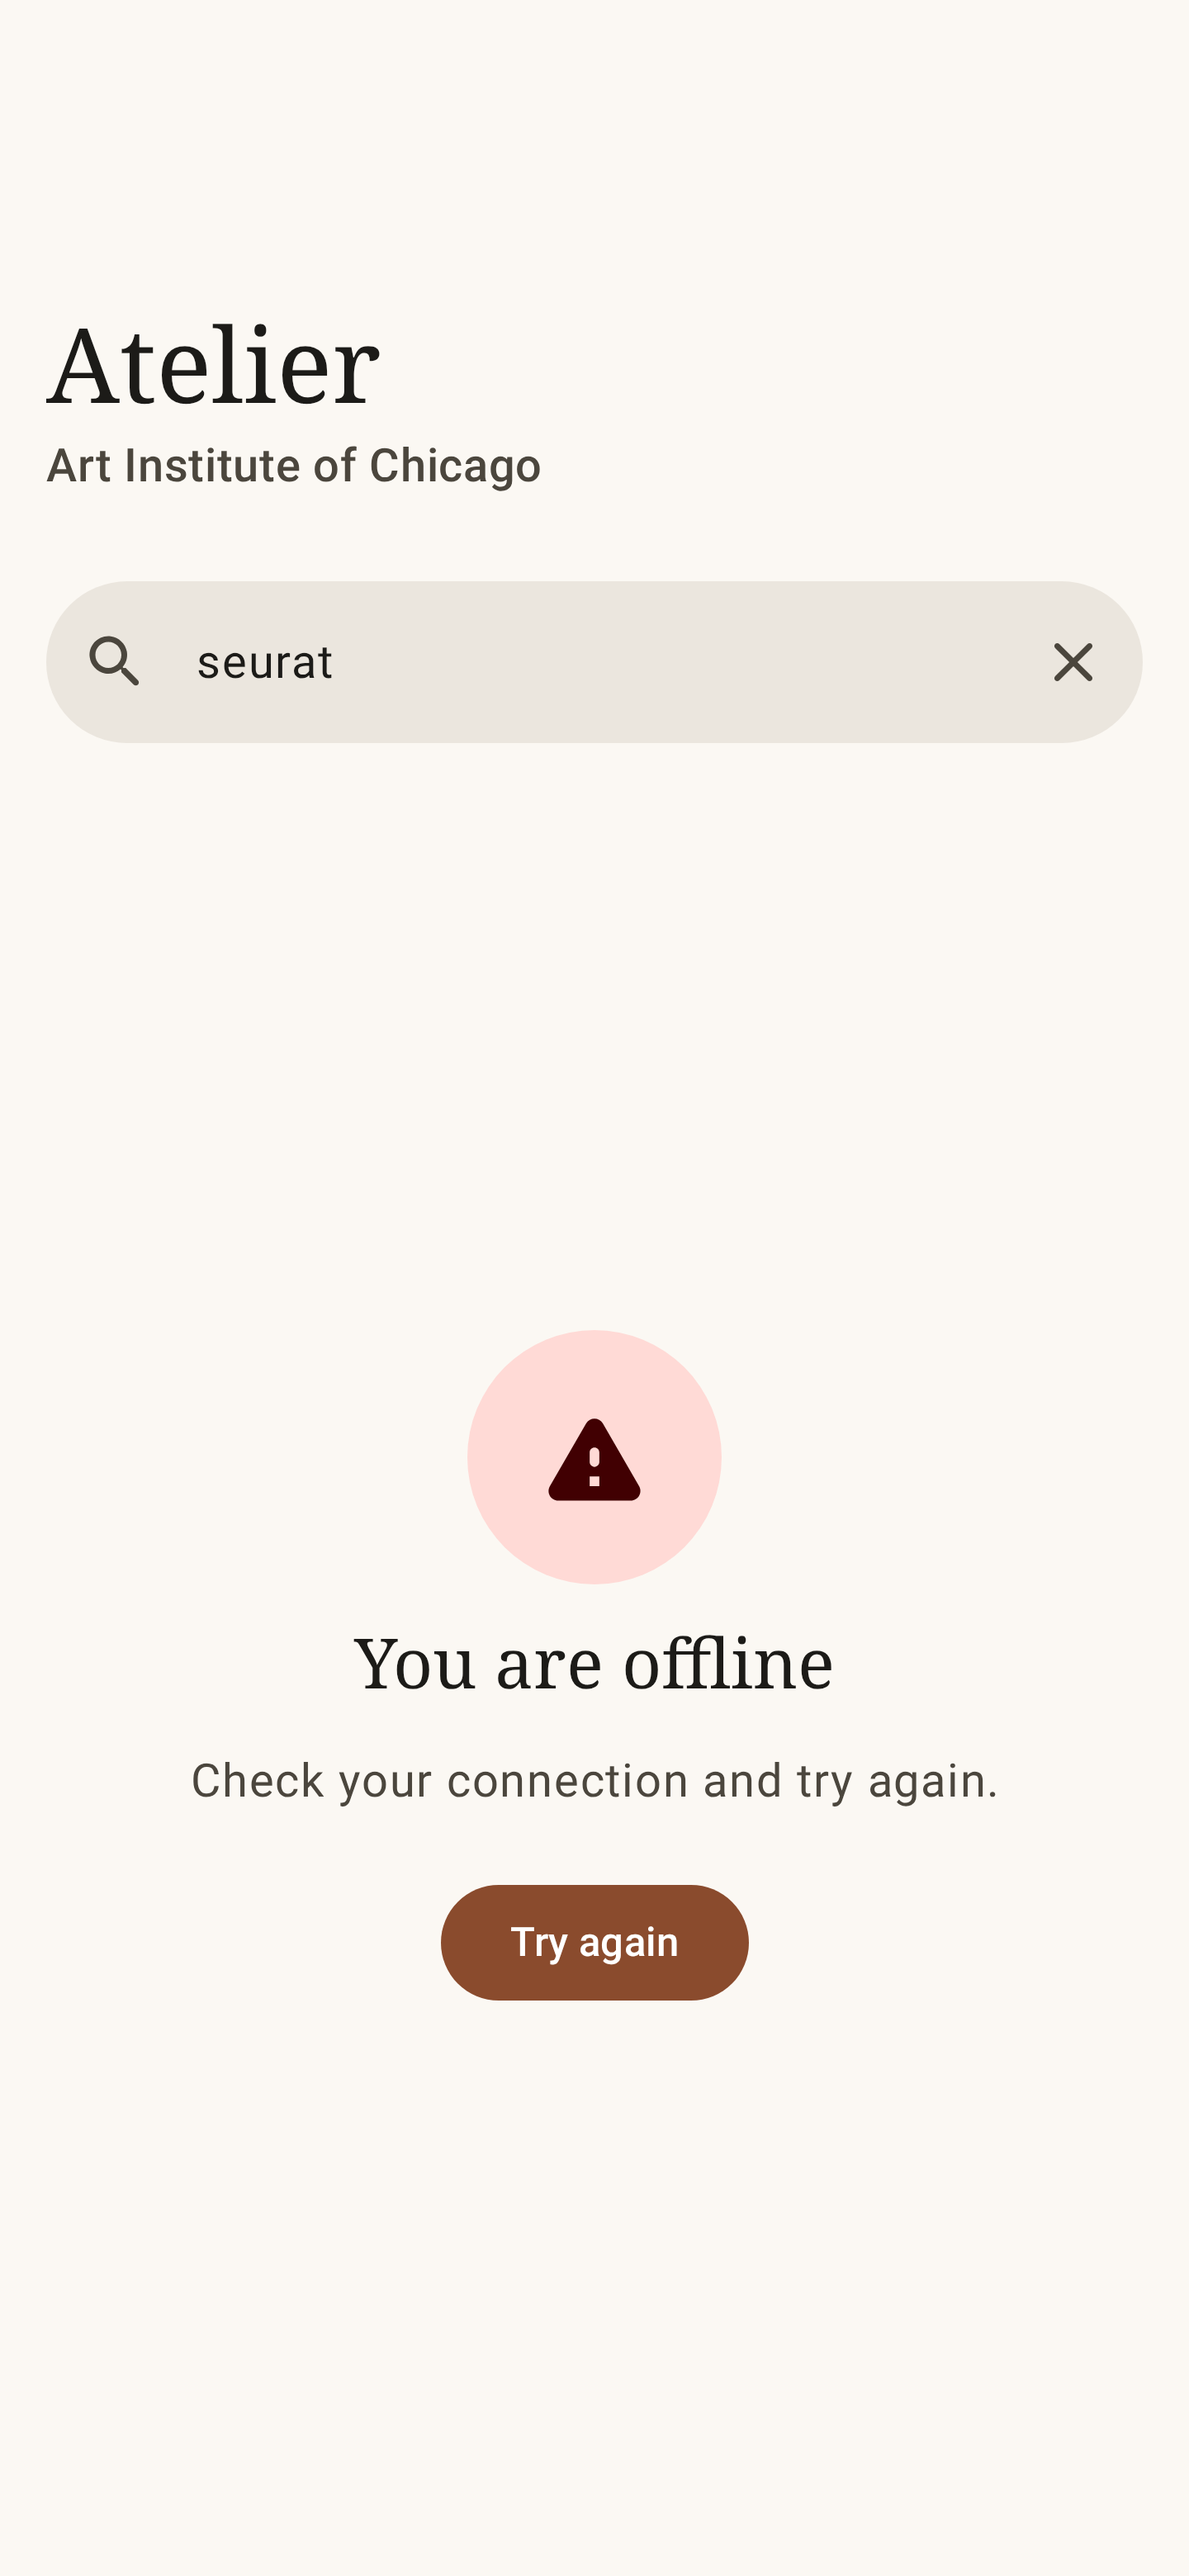 Atelier
Art Institute of Chicago
seurat
You are offline
Check your connection and try again.
Try again